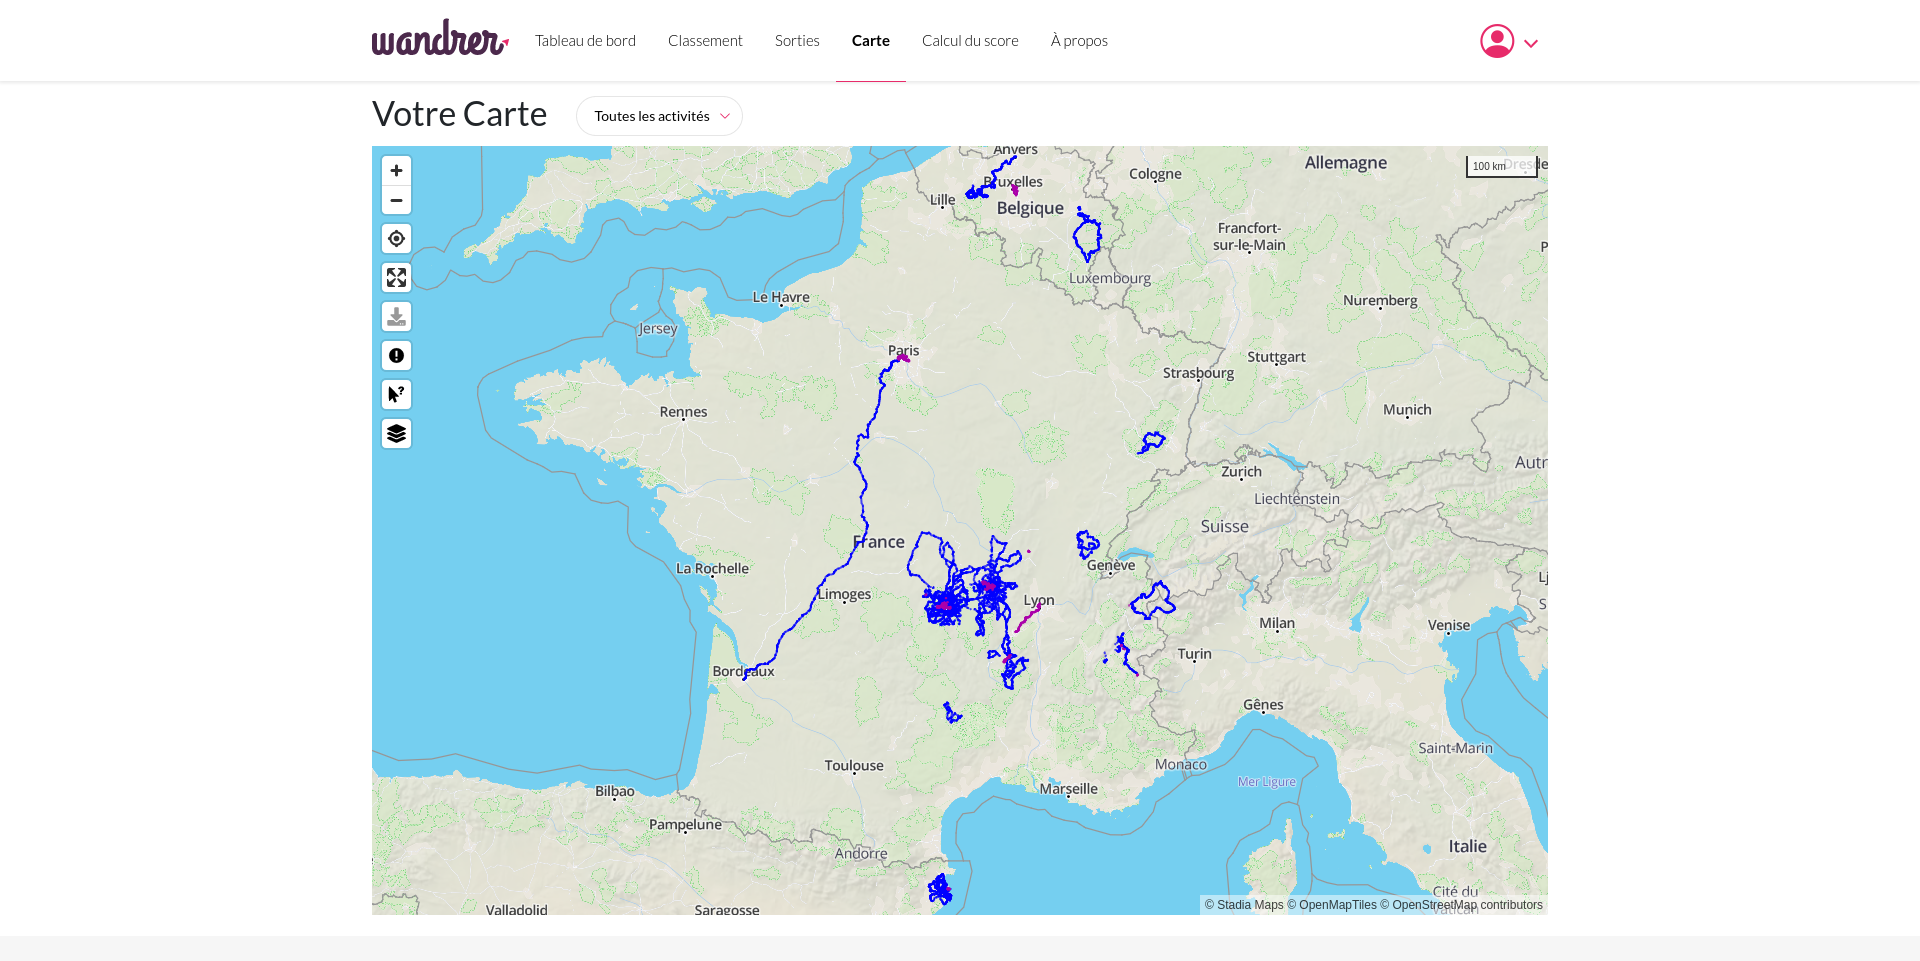 wandrer
Tableau de bord
Classement
Sorties
Carte
Calcul du score
À propos
Votre Carte
Toutes les activités
Anvers
Allemagne
100 km
Cologne
Bruxelles
Lille
Belgique
Francfort-
sur-le-Main
Luxembourg
Le Havre
Nuremberg
Jersey
Paris
Stuttgart
Strasbourg
Rennes
Munich
Zurich
Liechtenstein
Suisse
France
Genève
La Rochelle
Limoges
Lyon
Milan
Venise
Turin
Bordeaux
Gênes
Saint-Marin
Toulouse
Monaco
Mer Ligure
Marseille
Bilbao
Pampelune
Andorre
Italie
Cité du
Vatican
Valladolid
Saragosse
© Stadia Maps © OpenMapTiles © OpenStreetMap contributors